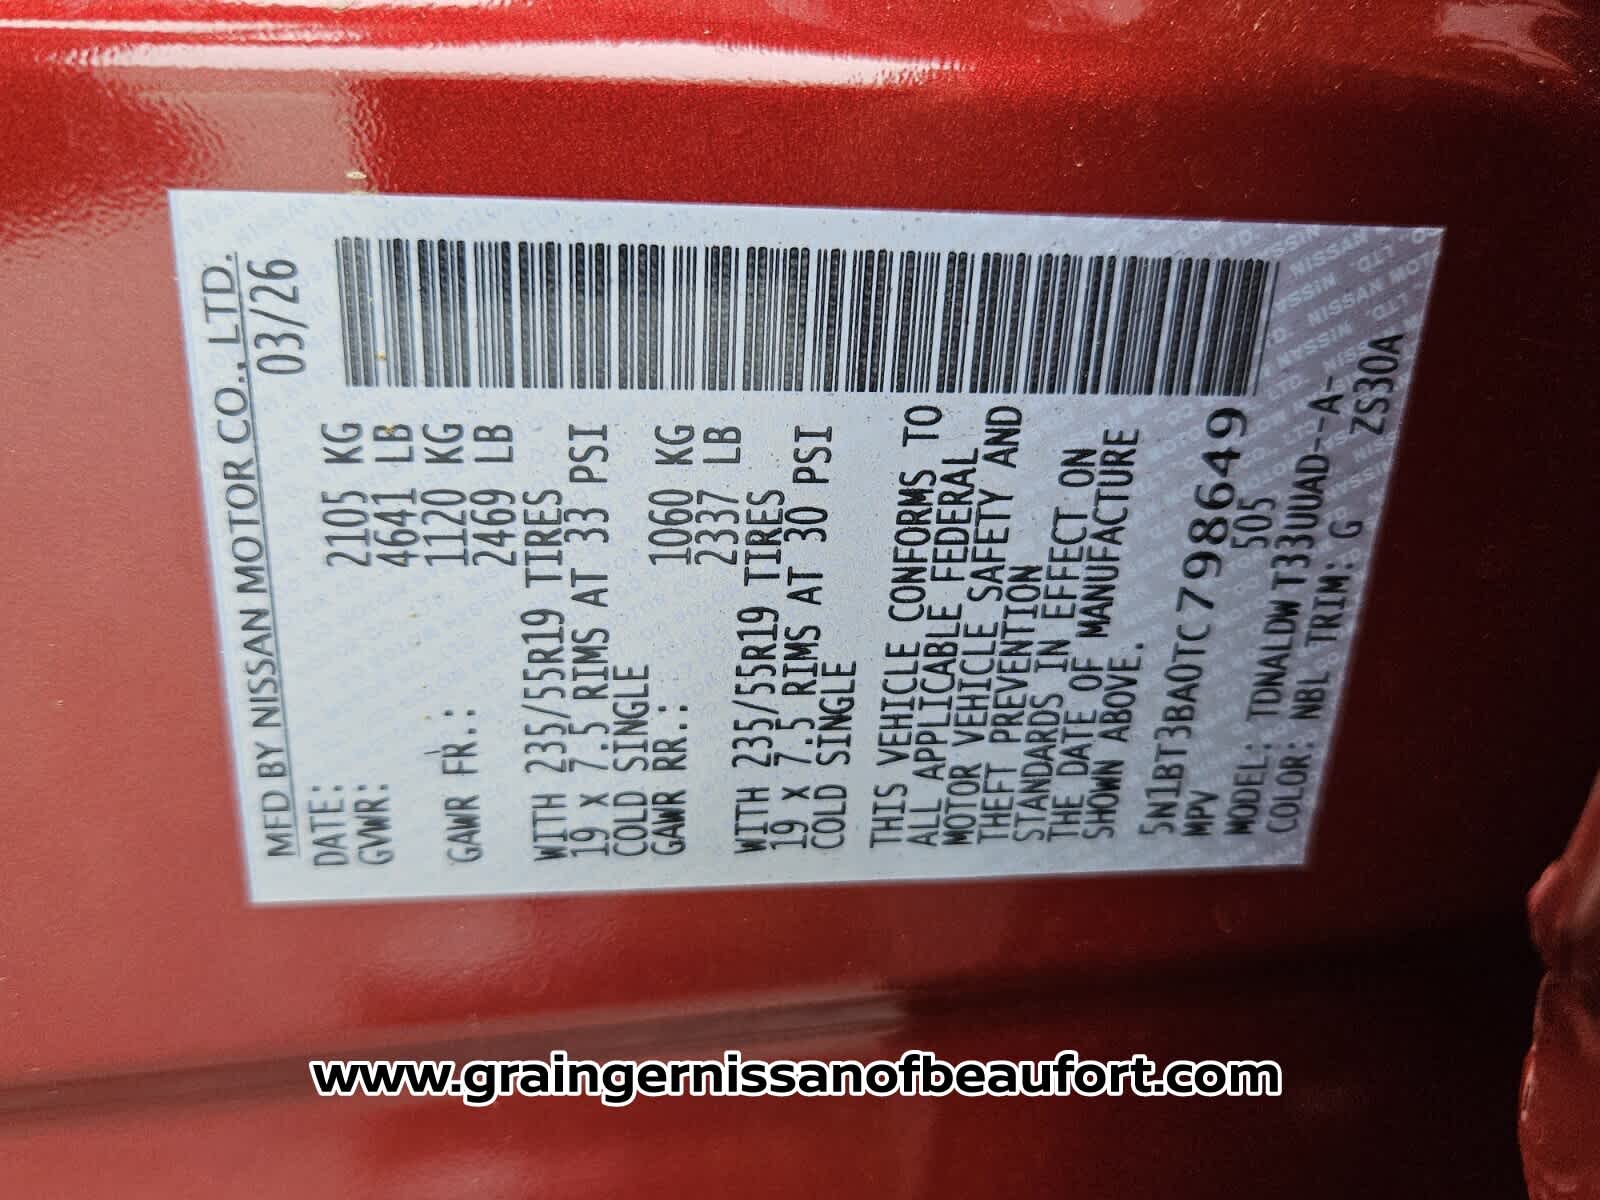 MFD BY NISSAN MOTOR CO., LTD.
DATE: 03/26
GVWR: 2105 KG
4641 LB
GAWR FR.: 1120 KG
2469 LB
WITH 235/55R19 TIRES
19 X 7.5 RIMS AT 33 PSI
COLD SINGLE
GAWR RR.: 1060 KG
2337 LB
WITH 235/55R19 TIRES
19 X 7.5 RIMS AT 30 PSI
COLD SINGLE
THIS VEHICLE CONFORMS TO
ALL APPLICABLE FEDERAL
MOTOR VEHICLE SAFETY AND
THEFT PREVENTION
STANDARDS IN EFFECT ON
THE DATE OF MANUFACTURE
SHOWN ABOVE.
5N1BT3BA0TC798649
MPV 505
MODEL: TDNALDW T33UUAD--A-
COLOR: NBL TRIM: G ZS30A
www.graingernissanofbeaufort.com